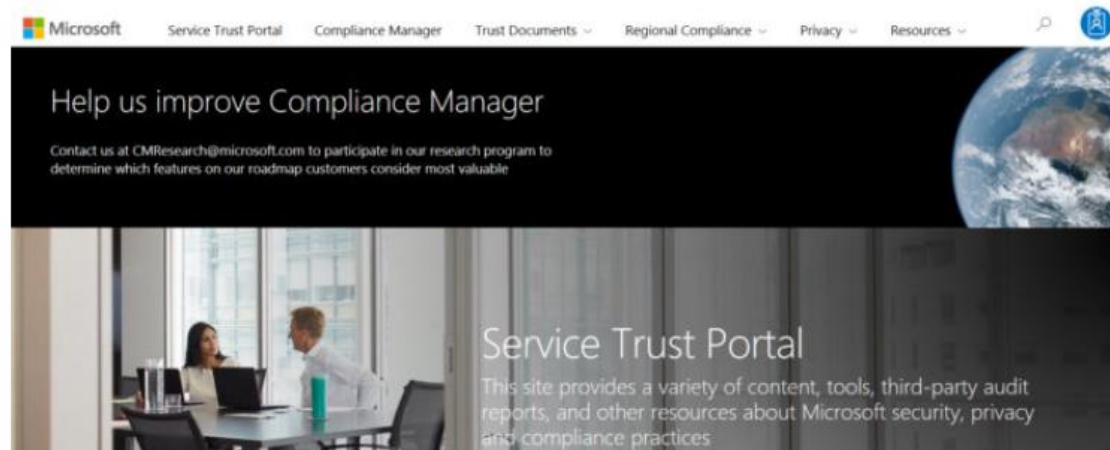 Microsoft Service Trust Portal Compliance Manager Trust Documents Regional Compliance Privacy Resources
Help us improve Compliance Manager
Contact us at CMResearch@microsoft.com to participate in our research program to
determine which features on our roadmap customers consider most valuable
Service Trust Portal
This site provides a variety of content, tools, third-party audit
reports, and other resources about Microsoft security, privacy
and compliance practices